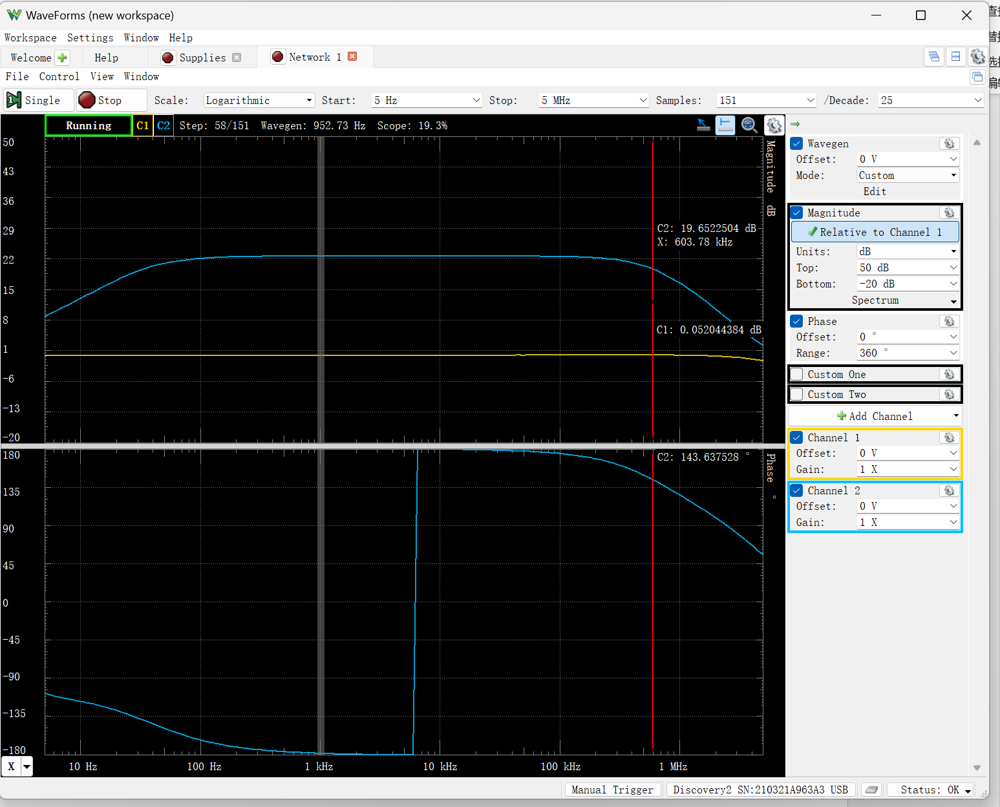 WaveForms (new workspace)
Workspace Settings Window Help
Welcome Help Supplies Network 1
File Control View Window
Single Stop Scale: Logarithmic Start: 5 Hz Stop: 5 MHz Samples: 151 /Decade: 25
Running C1 C2 Step: 58/151 Wavegen: 952.73 Hz Scope: 19.3%
50
43
36
29
22
15
8
1
-6
-13
-20
Magnitude dB
C2: 19.6522504 dB
X: 603.78 kHz
C1: 0.052044384 dB
180
135
90
45
0
-45
-90
-135
-180
Phase °
C2: 143.637528 °
X 10 Hz 100 Hz 1 kHz 10 kHz 100 kHz 1 MHz
Wavegen
Offset: 0 V
Mode: Custom
Edit
Magnitude
Relative to Channel 1
Units: dB
Top: 50 dB
Bottom: -20 dB
Spectrum
Phase
Offset: 0 °
Range: 360 °
Custom One
Custom Two
Add Channel
Channel 1
Offset: 0 V
Gain: 1 X
Channel 2
Offset: 0 V
Gain: 1 X
Manual Trigger Discovery2 SN:210321A963A3 USB Status: OK